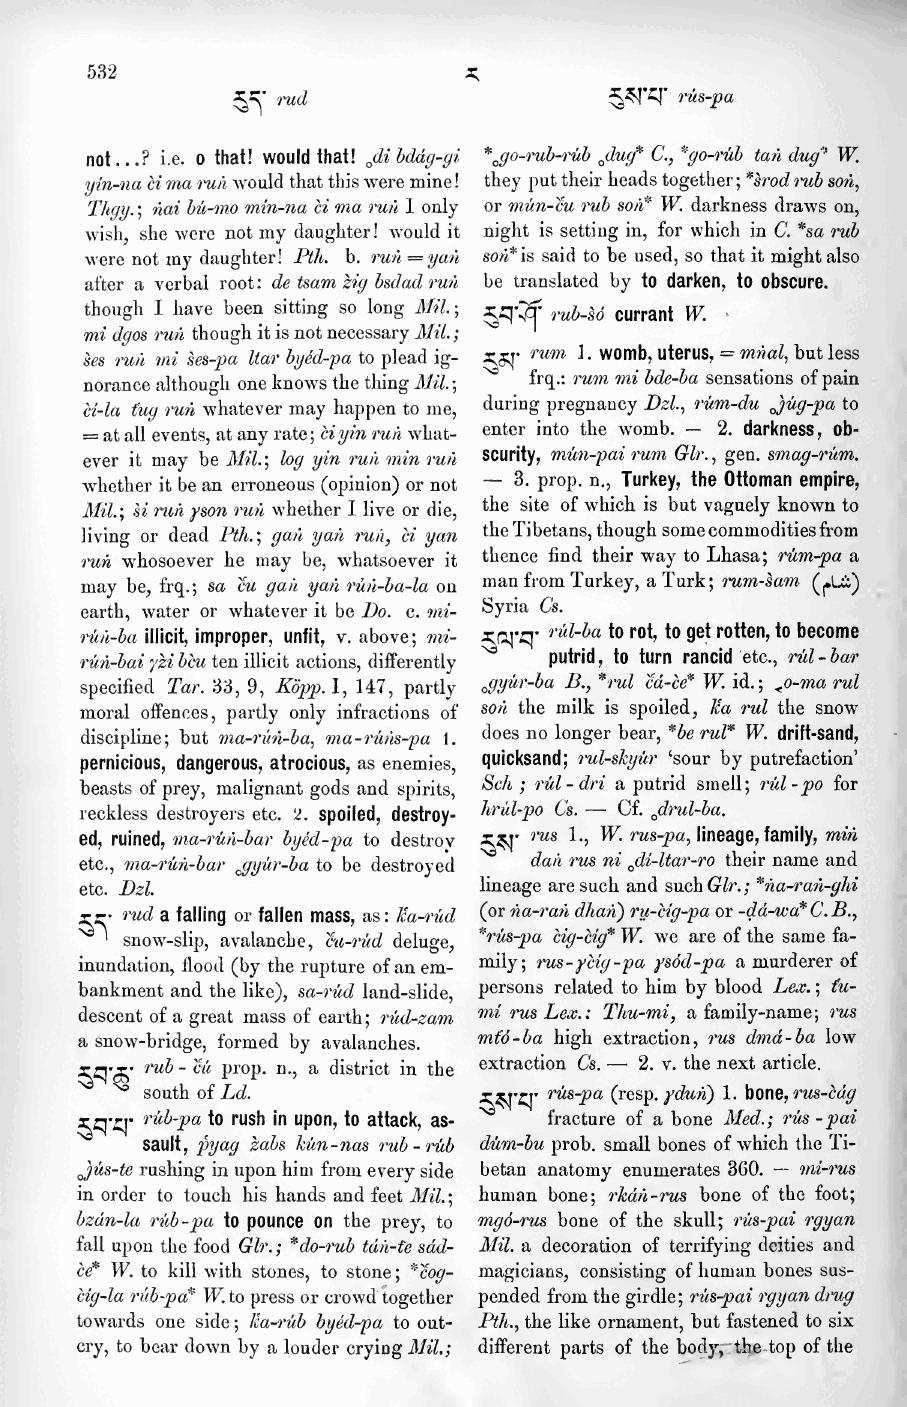 532
ར
རུད་ rud
རུས་པ་ rús-pa
not...? i.e. o that! would that! ₒdi bdág-gi
yín-na či ma ruṅ would that this were mine!
Thgy.; ṅai bú-mo mín-na či ma ruṅ I only
wish, she were not my daughter! would it
were not my daughter! Pth. b. ruṅ = yaṅ
after a verbal root: de tsam žig bsdad ruṅ
though I have been sitting so long Mil.;
mi dgos ruṅ though it is not necessary Mil.;
šes ruṅ mi šes-pa ltar byéd-pa to plead ig-
norance although one knows the thing Mil.;
čí-la t‘ug ruṅ whatever may happen to me,
= at all events, at any rate; či yin ruṅ what-
ever it may be Mil.; log yin ruṅ min ruṅ
whether it be an erroneous (opinion) or not
Mil.; ši ruṅ γson ruṅ whether I live or die,
living or dead Pth.; gaṅ yaṅ ruṅ, či yan
ruṅ whosoever he may be, whatsoever it
may be, frq.; sa č‘u gaṅ yaṅ rúṅ-ba-la on
earth, water or whatever it be Do. c. mi-
rúṅ-ba illicit, improper, unfit, v. above; mi-
rúṅ-bai γži bču ten illicit actions, differently
specified Tar. 33, 9, Köpp. I, 147, partly
moral offences, partly only infractions of
discipline; but ma-rúṅ-ba, ma-rúṅs-pa 1.
pernicious, dangerous, atrocious, as enemies,
beasts of prey, malignant gods and spirits,
reckless destroyers etc. 2. spoiled, destroy-
ed, ruined, ma-rúṅ-bar byéd-pa to destroy
etc., ma-rúṅ-bar ₒgyúr-ba to be destroyed
etc. Dzl.
རུད་ rud a falling or fallen mass, as: k‘a-rúd
snow-slip, avalanche, č‘u-rúd deluge,
inundation, flood (by the rupture of an em-
bankment and the like), sa-rúd land-slide,
descent of a great mass of earth; rúd-zam
a snow-bridge, formed by avalanches.
རུབ་ཆུ་ rub-č‘ú prop. n., a district in the
south of Ld.
རུབ་པ་ rúb-pa to rush in upon, to attack, as-
sault, p‘yag žabs kún-nas rub-rúb
ₒjús-te rushing in upon him from every side
in order to touch his hands and feet Mil.;
bzán-la rúb-pa to pounce on the prey, to
fall upon the food Glr.; *do-rub táṅ-te sád-
če* W. to kill with stones, to stone; *čog-
čig-la rúb-pa* W. to press or crowd together
towards one side; k‘a-rúb byéd-pa to out-
cry, to bear down by a louder crying Mil.;
*ₒgo-rub-rúb ₒdug* C., *go-rúb taṅ dug* W.
they put their heads together; *šrod rub soṅ,
or mún-č‘u rub soṅ* W. darkness draws on,
night is setting in, for which in C. *sa rub
soṅ* is said to be used, so that it might also
be translated by to darken, to obscure.
རུབ་ཤོ་ rub-šó currant W.
རུམ་ rum 1. womb, uterus, = mṅal, but less
frq.: rum mi bde-ba sensations of pain
during pregnancy Dzl., rúm-du ₒjúg-pa to
enter into the womb. — 2. darkness, ob-
scurity, mún-pai rum Glr., gen. smag-rúm.
— 3. prop. n., Turkey, the Ottoman empire,
the site of which is but vaguely known to
the Tibetans, though some commodities from
thence find their way to Lhasa; rúm-pa a
man from Turkey, a Turk; rum-šam (شام)
Syria Cs.
རུལ་བ་ rúl-ba to rot, to get rotten, to become
putrid, to turn rancid etc., rúl-bar
ₒgyúr-ba B., *rul č‘á-če* W. id.; ₒo-ma rul
soṅ the milk is spoiled, k‘a rul the snow
does no longer bear, *be rul* W. drift-sand,
quicksand; rul-skyúr ‘sour by putrefaction’
Sch ; rúl-dri a putrid smell; rúl-po for
hrúl-po Cs. — Cf. ₒdrul-ba.
རུས་ rus 1., W. rus-pa, lineage, family, miṅ
daṅ rus ni ₒdi-ltar-ro their name and
lineage are such and such Glr.; *ṅa-raṅ-ghi
(or ṅa-raṅ dhaṅ) rụ-čig-pa or -ḍá-wa* C. B.,
*rús-pa čig-čig* W. we are of the same fa-
mily; rus-γčíg-pa γsód-pa a murderer of
persons related to him by blood Lex.; t‘u-
mi rus Lex.: Thu-mi, a family-name; rus
mt‘ó-ba high extraction, rus dmá-ba low
extraction Cs. — 2. v. the next article.
རུས་པ་ rús-pa (resp. γduṅ) 1. bone, rus-čág
fracture of a bone Med.; rús-pai
dúm-bu prob. small bones of which the Ti-
betan anatomy enumerates 360. — mi-rus
human bone; rkáṅ-rus bone of the foot;
mgó-rus bone of the skull; rús-pai rgyan
Mil. a decoration of terrifying deities and
magicians, consisting of human bones sus-
pended from the girdle; rús-pai rgyan drug
Pth., the like ornament, but fastened to six
different parts of the body, the top of the